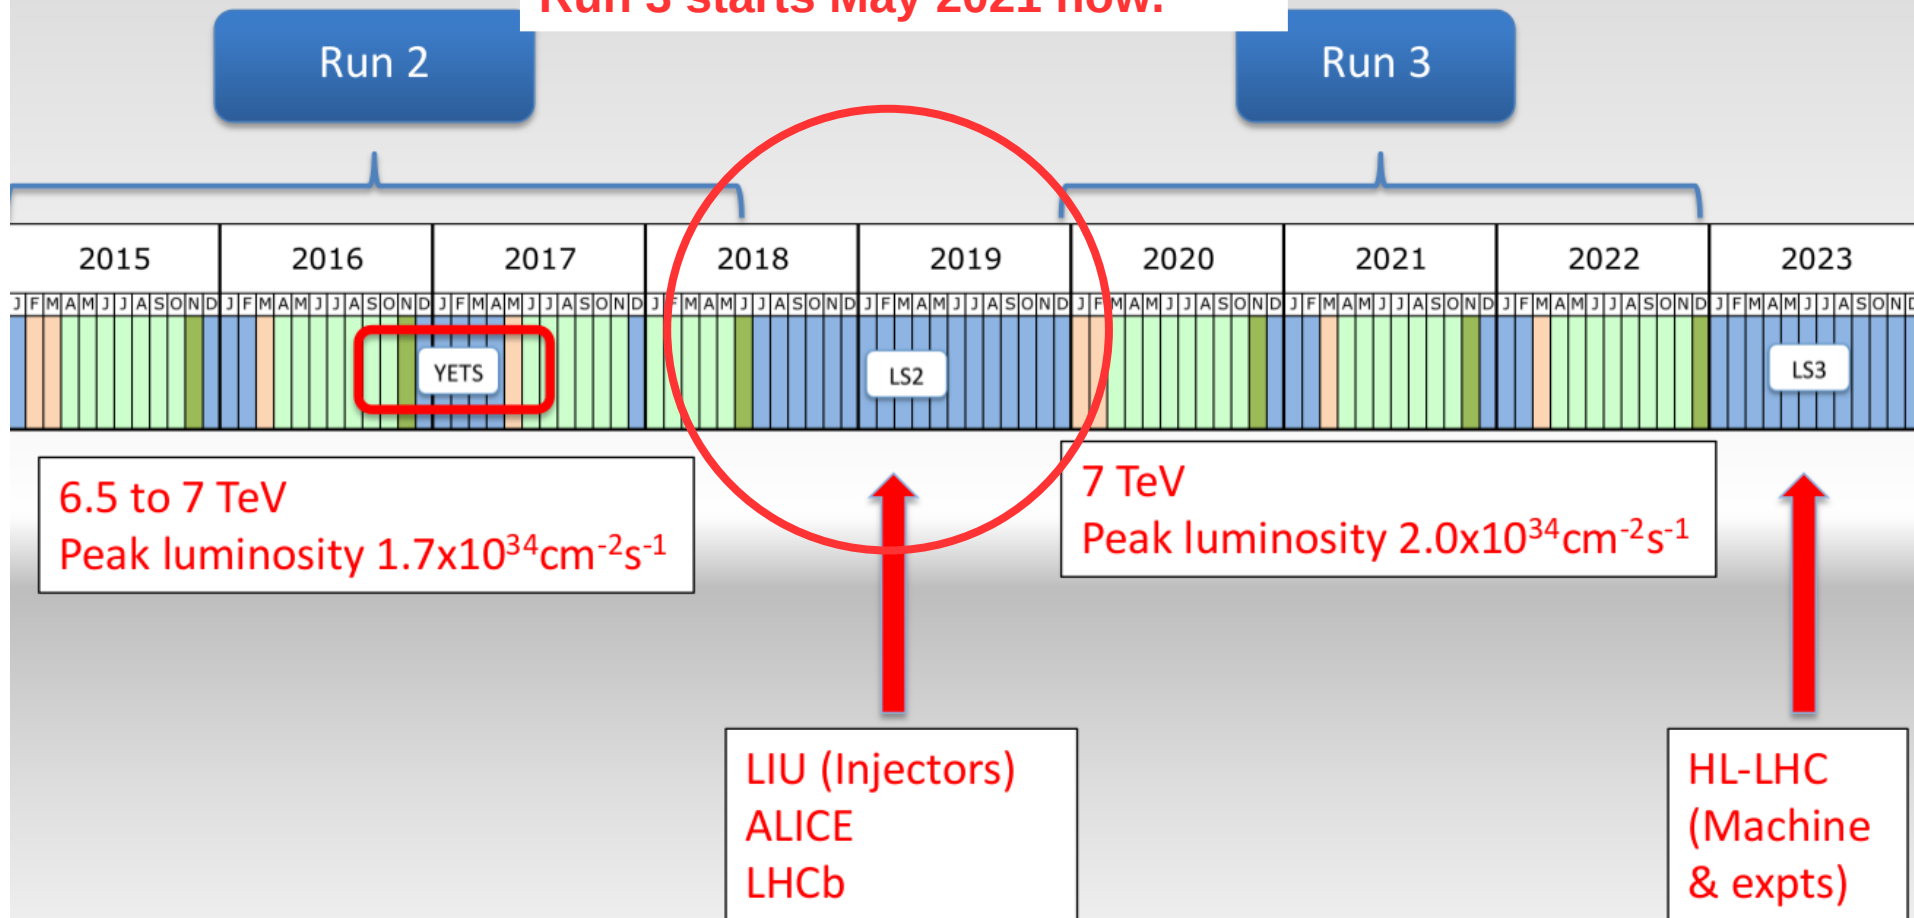 Run 3 starts May 2021 now.
Run 2
Run 3
2015 2016 2017 2018 2019 2020 2021 2022 2023
J F M A M J J A S O N D J F M A M J J A S O N D J F M A M J J A S O N D J F M A M J J A S O N D J F M A M J J A S O N D J F M A M J J A S O N D J F M A M J J A S O N D J F M A M J J A S O N D J F M A M J J A S O N D
YETS
LS2
LS3
6.5 to 7 TeV
Peak luminosity 1.7x10³⁴cm⁻²s⁻¹
7 TeV
Peak luminosity 2.0x10³⁴cm⁻²s⁻¹
LIU (Injectors)
ALICE
LHCb
HL-LHC
(Machine
& expts)